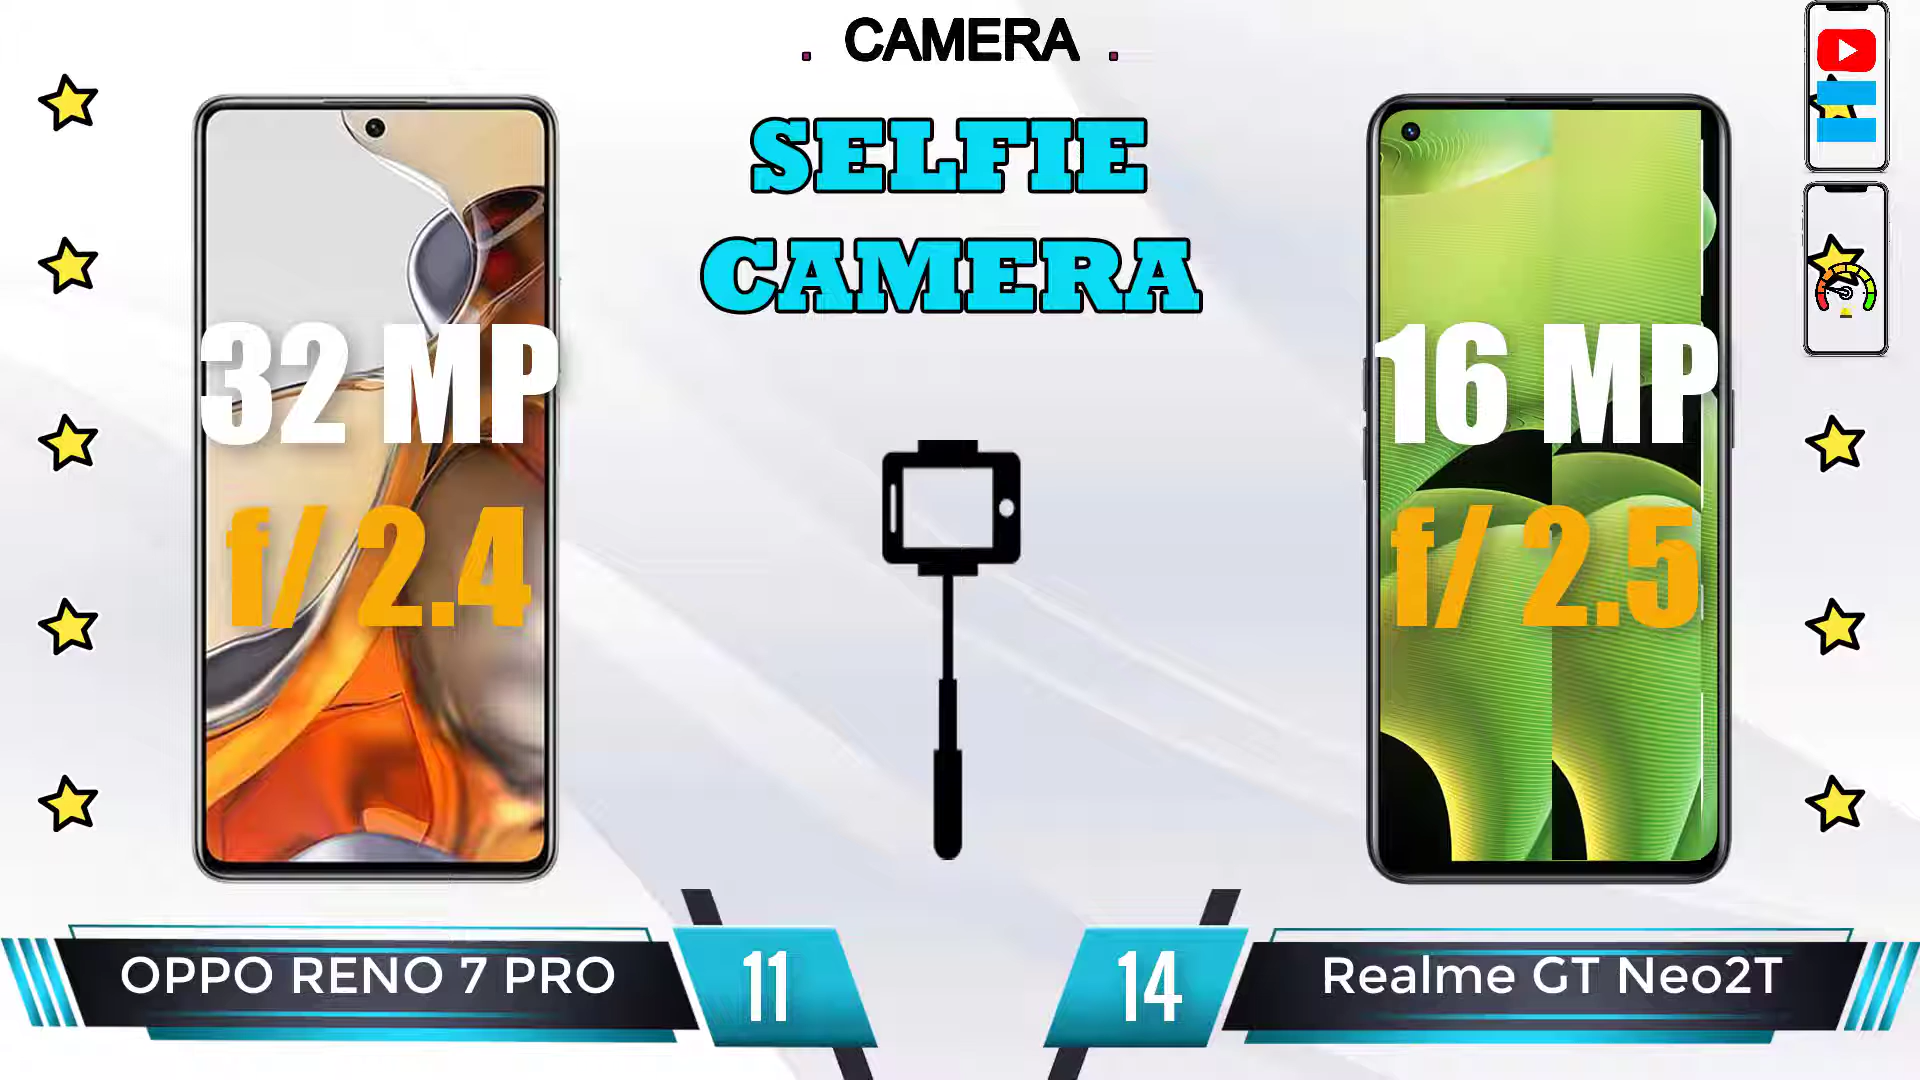 . CAMERA .
SELFIE
CAMERA
32 MP
f/ 2.4
16 MP
f/ 2.5
OPPO RENO 7 PRO
11
14
Realme GT Neo2T